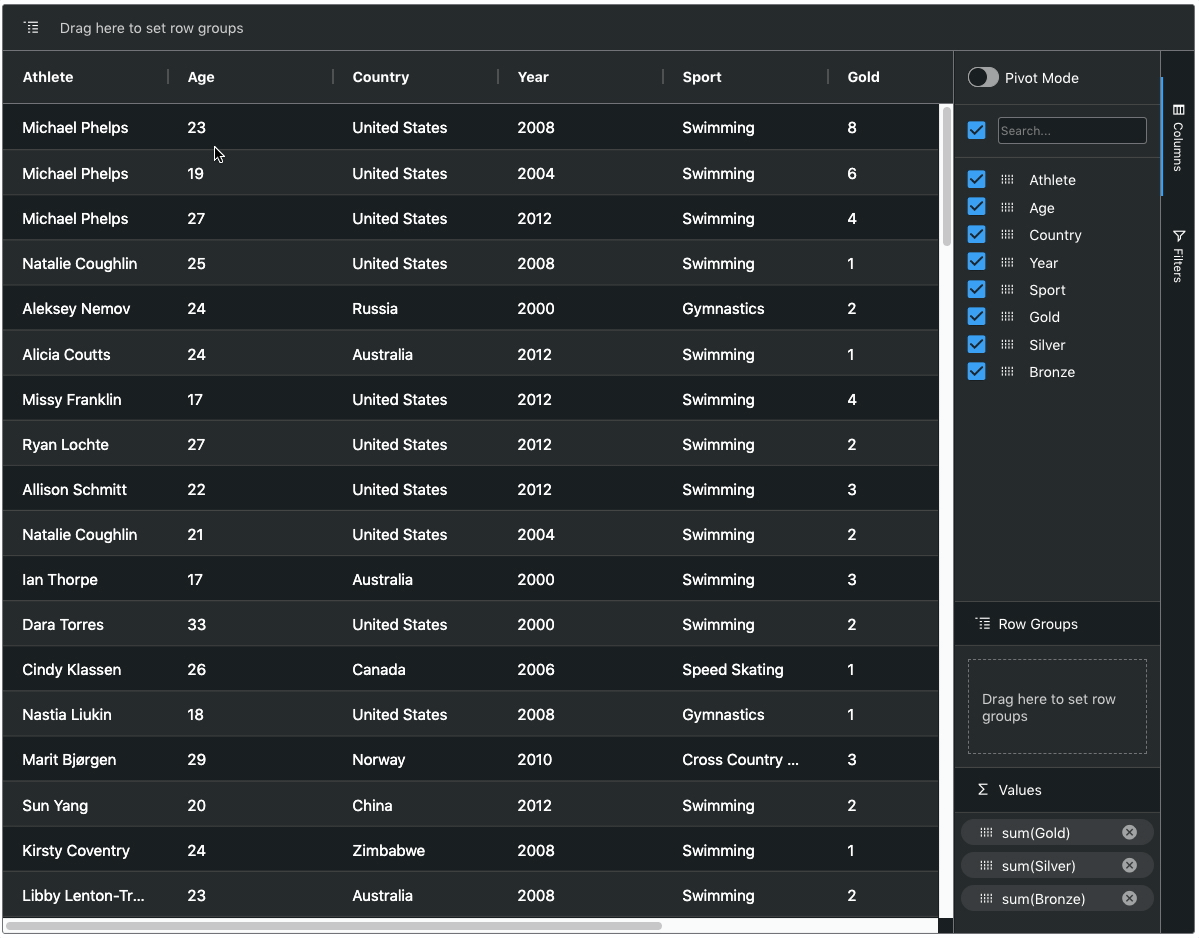 Drag here to set row groups
Athlete Age Country Year Sport Gold
Michael Phelps 23 United States 2008 Swimming 8
Michael Phelps 19 United States 2004 Swimming 6
Michael Phelps 27 United States 2012 Swimming 4
Natalie Coughlin 25 United States 2008 Swimming 1
Aleksey Nemov 24 Russia 2000 Gymnastics 2
Alicia Coutts 24 Australia 2012 Swimming 1
Missy Franklin 17 United States 2012 Swimming 4
Ryan Lochte 27 United States 2012 Swimming 2
Allison Schmitt 22 United States 2012 Swimming 3
Natalie Coughlin 21 United States 2004 Swimming 2
Ian Thorpe 17 Australia 2000 Swimming 3
Dara Torres 33 United States 2000 Swimming 2
Cindy Klassen 26 Canada 2006 Speed Skating 1
Nastia Liukin 18 United States 2008 Gymnastics 1
Marit Bjørgen 29 Norway 2010 Cross Country ... 3
Sun Yang 20 China 2012 Swimming 2
Kirsty Coventry 24 Zimbabwe 2008 Swimming 1
Libby Lenton-Tr... 23 Australia 2008 Swimming 2
Pivot Mode
Search...
Athlete
Age
Country
Year
Sport
Gold
Silver
Bronze
Row Groups
Drag here to set row
groups
Σ Values
sum(Gold)
sum(Silver)
sum(Bronze)
Columns
Filters